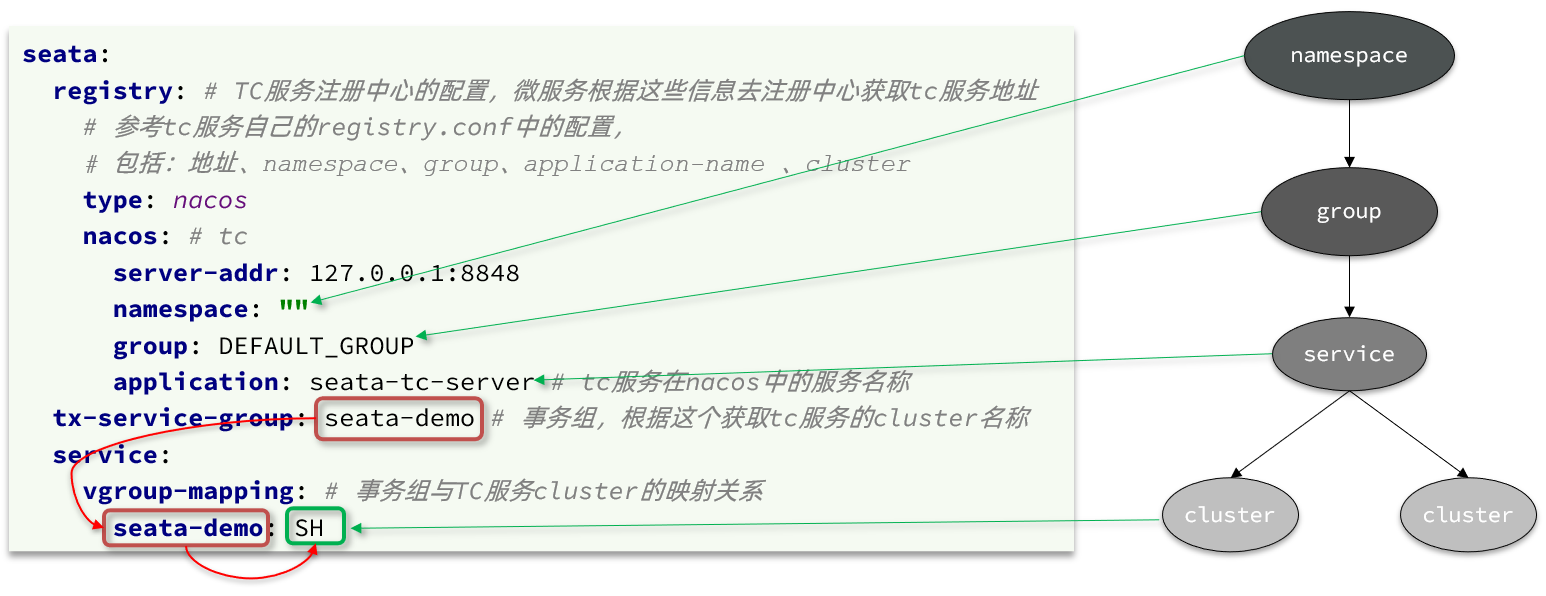 seata:
registry: # TC服务注册中心的配置，微服务根据这些信息去注册中心获取tc服务地址
# 参考tc服务自己的registry.conf中的配置，
# 包括：地址、namespace、group、application-name 、cluster
type: nacos
nacos: # tc
server-addr: 127.0.0.1:8848
namespace: ""
group: DEFAULT_GROUP
application: seata-tc-server # tc服务在nacos中的服务名称
tx-service-group: seata-demo # 事务组，根据这个获取tc服务的cluster名称
service:
vgroup-mapping: # 事务组与TC服务cluster的映射关系
seata-demo: SH
namespace
group
service
cluster
cluster